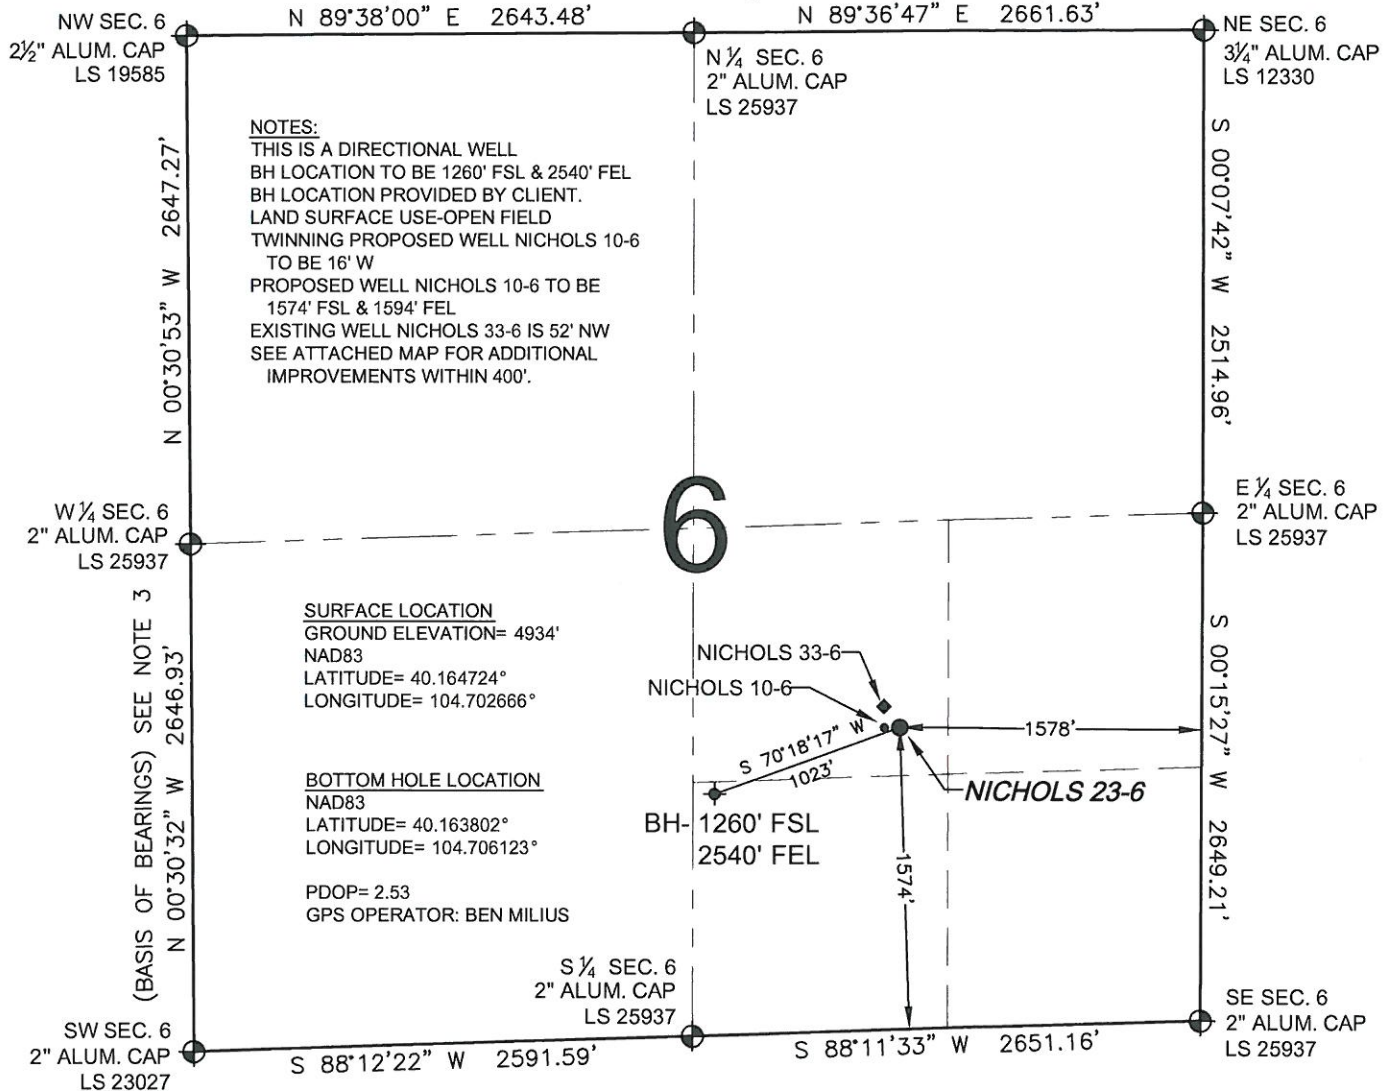 N 89°38'00" E 2643.48'
N 89°36'47" E 2661.63'
NW SEC. 6
2½" ALUM. CAP
LS 19585
N ¼ SEC. 6
2" ALUM. CAP
LS 25937
NE SEC. 6
3¼" ALUM. CAP
LS 12330
NOTES:
THIS IS A DIRECTIONAL WELL
BH LOCATION TO BE 1260' FSL & 2540' FEL
BH LOCATION PROVIDED BY CLIENT.
LAND SURFACE USE-OPEN FIELD
TWINNING PROPOSED WELL NICHOLS 10-6
TO BE 16' W
PROPOSED WELL NICHOLS 10-6 TO BE
1574' FSL & 1594' FEL
EXISTING WELL NICHOLS 33-6 IS 52' NW
SEE ATTACHED MAP FOR ADDITIONAL
IMPROVEMENTS WITHIN 400'.
N 00°30'53" W 2647.27'
S 00°07'42" W 2514.96'
W ¼ SEC. 6
2" ALUM. CAP
LS 25937
6
E ¼ SEC. 6
2" ALUM. CAP
LS 25937
(BASIS OF BEARINGS) SEE NOTE 3
N 00°30'32" W 2646.93'
SURFACE LOCATION
GROUND ELEVATION= 4934'
NAD83
LATITUDE= 40.164724°
LONGITUDE= 104.702666°
BOTTOM HOLE LOCATION
NAD83
LATITUDE= 40.163802°
LONGITUDE= 104.706123°
PDOP= 2.53
GPS OPERATOR: BEN MILIUS
NICHOLS 33-6
NICHOLS 10-6
S 70°18'17" W
1023'
1578'
NICHOLS 23-6
BH- 1260' FSL
2540' FEL
1574'
S 00°15'27" W 2649.21'
S ¼ SEC. 6
2" ALUM. CAP
LS 25937
SW SEC. 6
2" ALUM. CAP
LS 23027
S 88°12'22" W 2591.59'
S 88°11'33" W 2651.16'
SE SEC. 6
2" ALUM. CAP
LS 25937